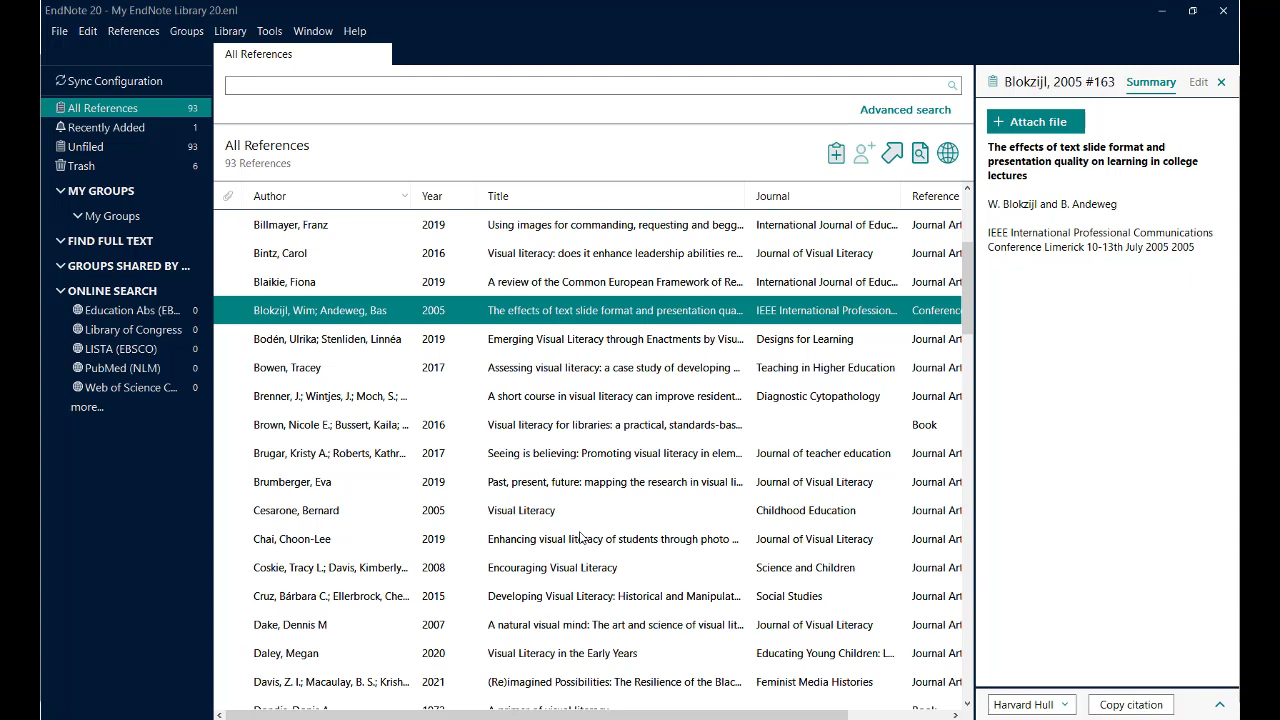 EndNote 20 - My EndNote Library 20.enl
File Edit References Groups Library Tools Window Help
Sync Configuration
All References 93
Recently Added 1
Unfiled 93
Trash 6
MY GROUPS
My Groups
FIND FULL TEXT
GROUPS SHARED BY ...
ONLINE SEARCH
Education Abs (EB... 0
Library of Congress 0
LISTA (EBSCO) 0
PubMed (NLM) 0
Web of Science C... 0
more...
All References
Advanced search
All References
93 References
Author Year Title Journal Reference
Billmayer, Franz 2019 Using images for commanding, requesting and begg... International Journal of Educ... Journal Art
Bintz, Carol 2016 Visual literacy: does it enhance leadership abilities re... Journal of Visual Literacy Journal Art
Blaikie, Fiona 2019 A review of the Common European Framework of Re... International Journal of Educ... Journal Art
Blokzijl, Wim; Andeweg, Bas 2005 The effects of text slide format and presentation qua... IEEE International Profession... Conference
Bodén, Ulrika; Stenliden, Linnéa 2019 Emerging Visual Literacy through Enactments by Visu... Designs for Learning Journal Art
Bowen, Tracey 2017 Assessing visual literacy: a case study of developing ... Teaching in Higher Education Journal Art
Brenner, J.; Wintjes, J.; Moch, S.; ... A short course in visual literacy can improve resident... Diagnostic Cytopathology Journal Art
Brown, Nicole E.; Bussert, Kaila; ... 2016 Visual literacy for libraries: a practical, standards-bas... Book
Brugar, Kristy A.; Roberts, Kathr... 2017 Seeing is believing: Promoting visual literacy in elem... Journal of teacher education Journal Art
Brumberger, Eva 2019 Past, present, future: mapping the research in visual li... Journal of Visual Literacy Journal Art
Cesarone, Bernard 2005 Visual Literacy Childhood Education Journal Art
Chai, Choon-Lee 2019 Enhancing visual literacy of students through photo ... Journal of Visual Literacy Journal Art
Coskie, Tracy L.; Davis, Kimberly... 2008 Encouraging Visual Literacy Science and Children Journal Art
Cruz, Bárbara C.; Ellerbrock, Che... 2015 Developing Visual Literacy: Historical and Manipulat... Social Studies Journal Art
Dake, Dennis M 2007 A natural visual mind: The art and science of visual lit... Journal of Visual Literacy Journal Art
Daley, Megan 2020 Visual Literacy in the Early Years Educating Young Children: L... Journal Art
Davis, Z. I.; Macaulay, B. S.; Krish... 2021 (Re)imagined Possibilities: The Resilience of the Blac... Feminist Media Histories Journal Art
Blokzijl, 2005 #163 Summary Edit
+ Attach file
The effects of text slide format and
presentation quality on learning in college
lectures
W. Blokzijl and B. Andeweg
IEEE International Professional Communications
Conference Limerick 10-13th July 2005 2005
Harvard Hull Copy citation